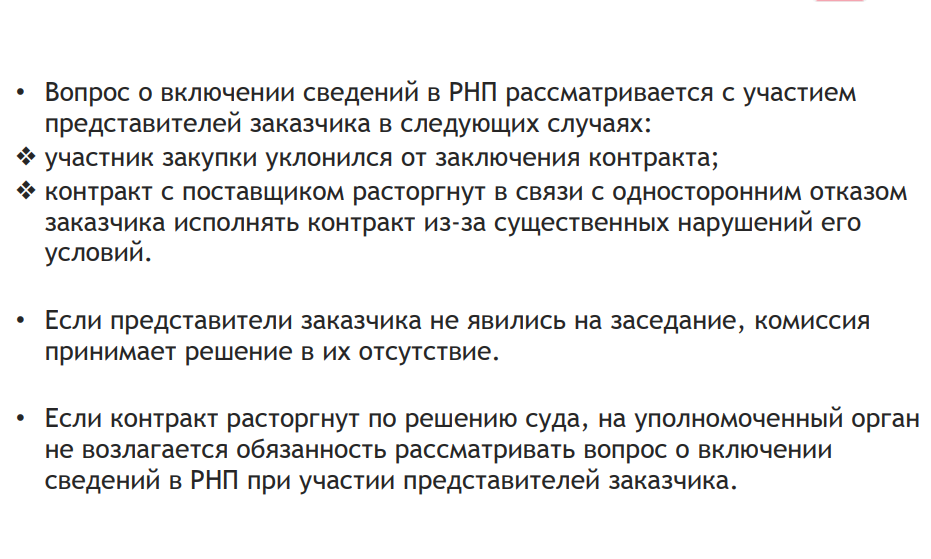 • Вопрос о включении сведений в РНП рассматривается с участием
представителей заказчика в следующих случаях:
❖ участник закупки уклонился от заключения контракта;
❖ контракт с поставщиком расторгнут в связи с односторонним отказом
заказчика исполнять контракт из-за существенных нарушений его
условий.
• Если представители заказчика не явились на заседание, комиссия
принимает решение в их отсутствие.
• Если контракт расторгнут по решению суда, на уполномоченный орган
не возлагается обязанность рассматривать вопрос о включении
сведений в РНП при участии представителей заказчика.